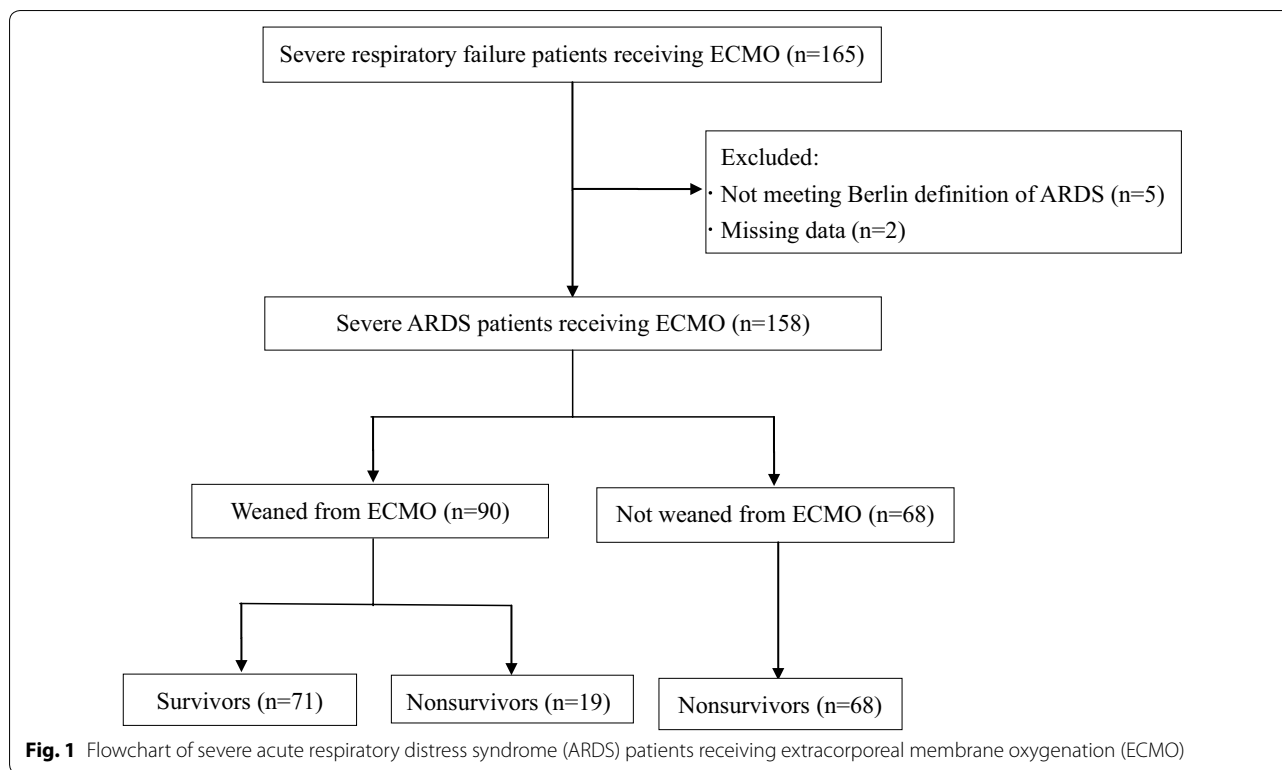 Severe respiratory failure patients receiving ECMO (n=165)
Excluded:
· Not meeting Berlin definition of ARDS (n=5)
· Missing data (n=2)
Severe ARDS patients receiving ECMO (n=158)
Weaned from ECMO (n=90)
Not weaned from ECMO (n=68)
Survivors (n=71)
Nonsurvivors (n=19)
Nonsurvivors (n=68)
Fig. 1 Flowchart of severe acute respiratory distress syndrome (ARDS) patients receiving extracorporeal membrane oxygenation (ECMO)